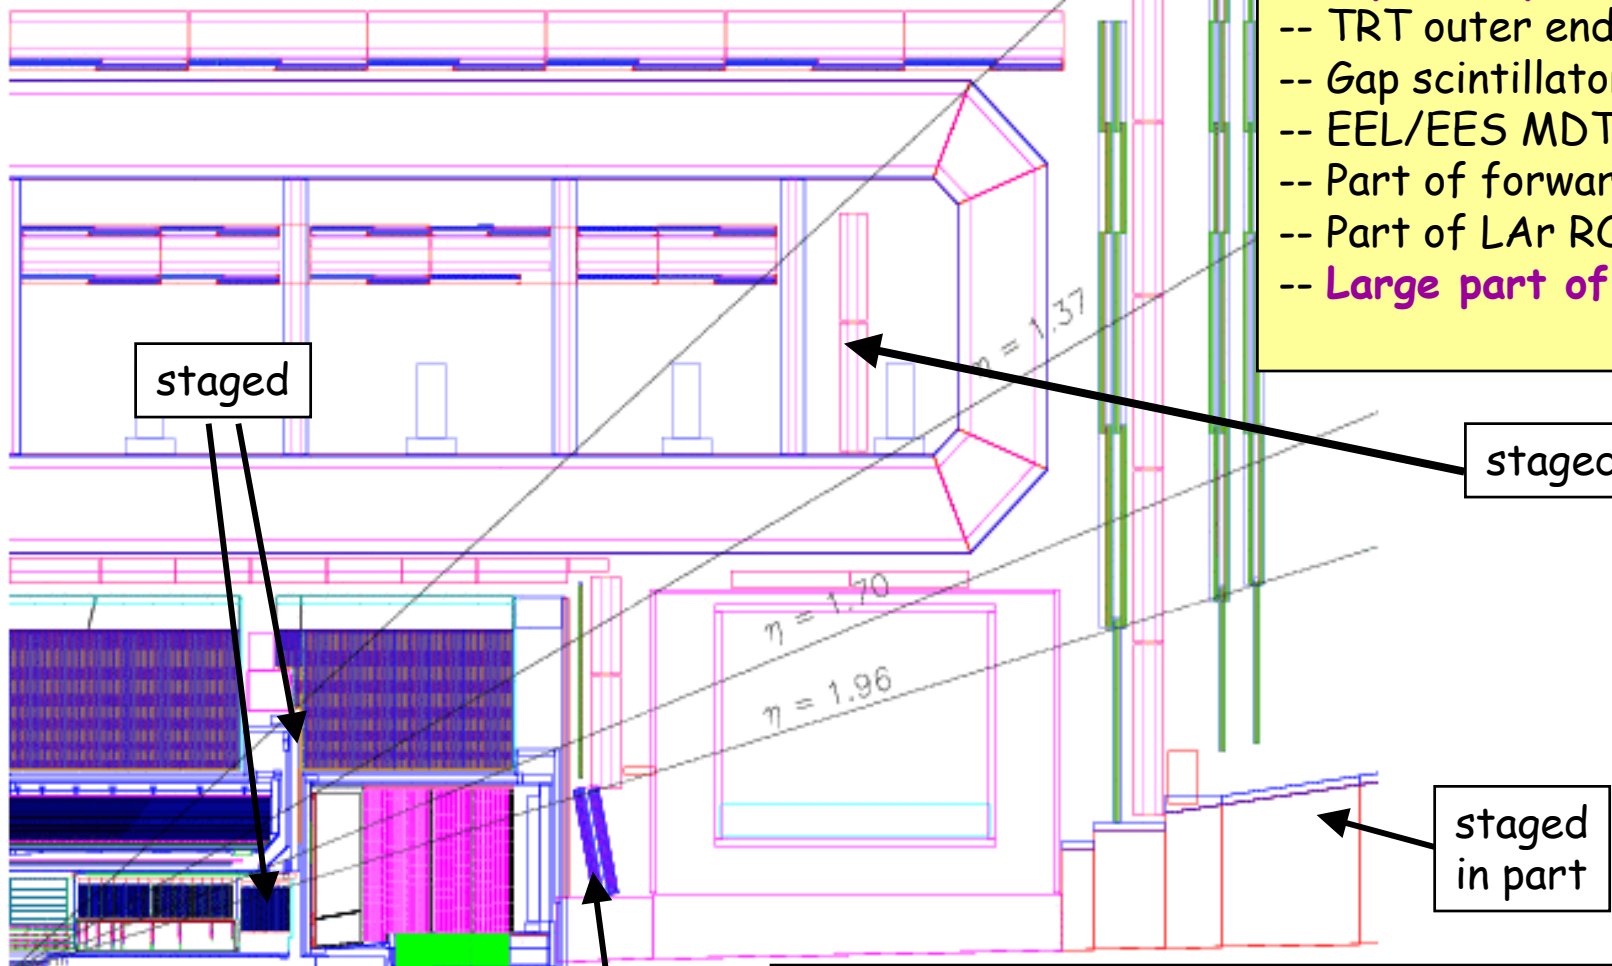 -- TRT outer end
-- Gap scintillator
-- EEL/EES MDT
-- Part of forwar
-- Part of LAr RO
-- Large part of
η = 1.37
staged
staged
η = 1.70
η = 1.96
staged
in part